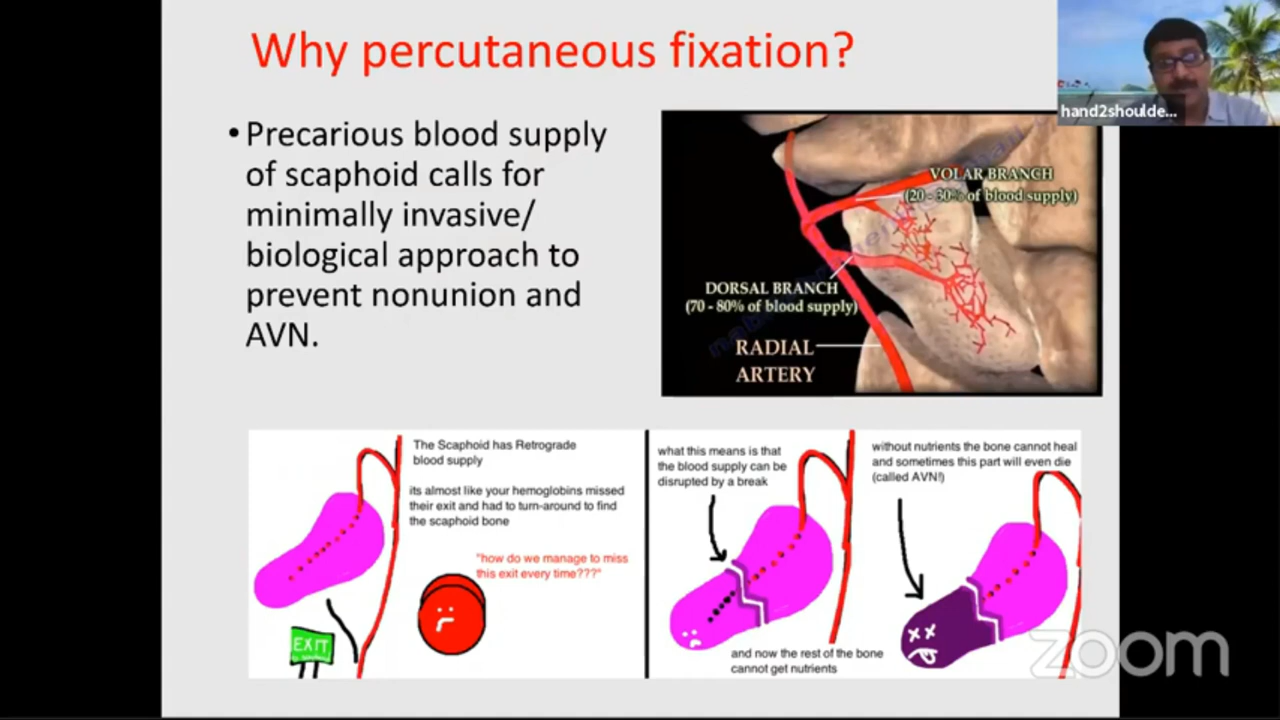 Why percutaneous fixation?
hand2shoulde...
• Precarious blood supply
of scaphoid calls for
minimally invasive/
biological approach to
prevent nonunion and
AVN.
VOLAR BRANCH
(20 - 30% of blood supply)
DORSAL BRANCH
(70 - 80% of blood supply)
RADIAL
ARTERY
The Scaphoid has Retrograde
blood supply
its almost like your hemoglobins missed
their exit and had to turn-around to find
the scaphoid bone
"how do we manage to miss
this exit every time???"
EXIT
what this means is that
the blood supply can be
disrupted by a break
and now the rest of the bone
cannot get nutrients
without nutrients the bone cannot heal
and sometimes this part will even die
(called AVN!)
zoom